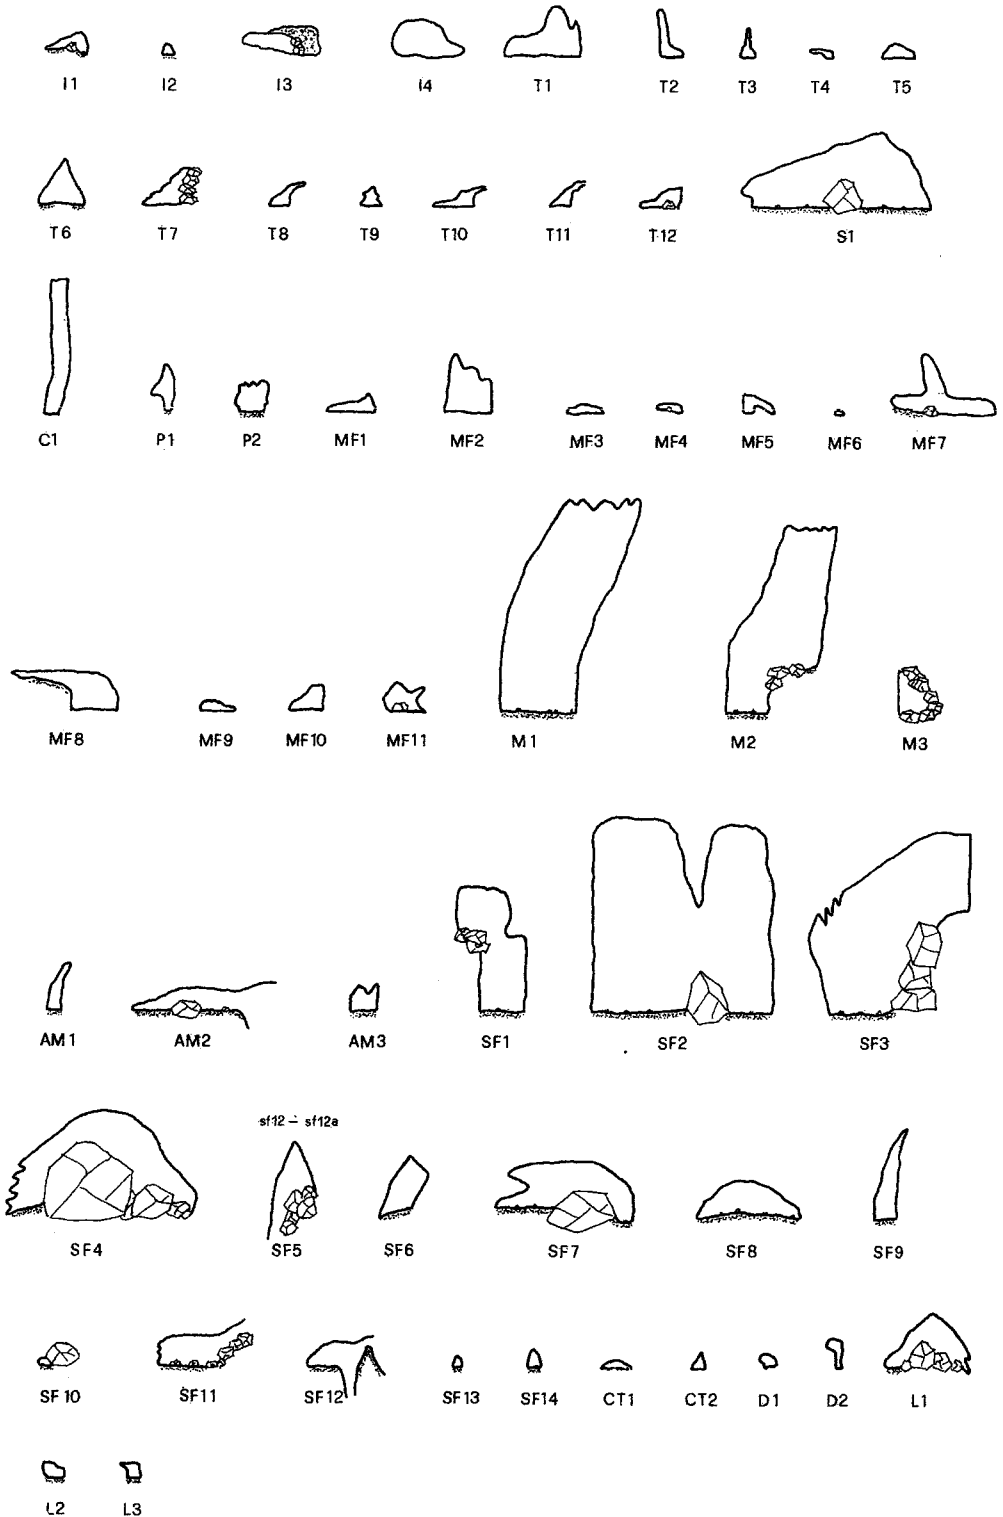 I1 I2 I3 I4 T1 T2 T3 T4 T5
T6 T7 T8 T9 T10 T11 T12 S1
C1 P1 P2 MF1 MF2 MF3 MF4 MF5 MF6 MF7
MF8 MF9 MF10 MF11 M1 M2 M3
AM1 AM2 AM3 SF1 SF2 SF3
sf12 – sf12a
SF4 SF5 SF6 SF7 SF8 SF9
SF10 SF11 SF12 SF13 SF14 CT1 CT2 D1 D2 L1
L2 L3